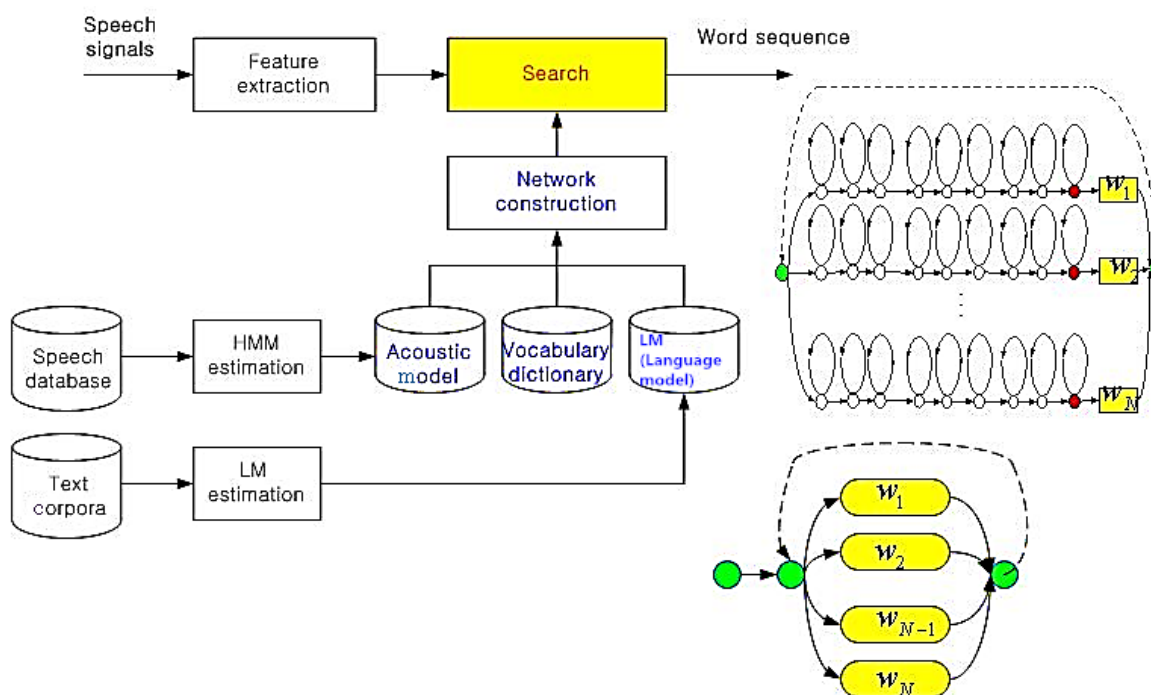 Speech
signals
Feature
extraction
Search
Word sequence
Network
construction
Speech
database
HMM
estimation
Acoustic
model
Vocabulary
dictionary
LM
(Language
model)
Text
corpora
LM
estimation
w1
w2
⋮
wN
w1
w2
wN-1
wN